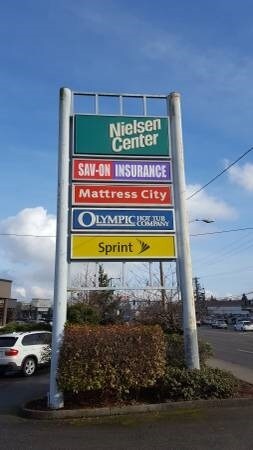 Nielsen
Center
SAV-ON INSURANCE
Mattress City
OLYMPIC HOT TUB
COMPANY
Sprint